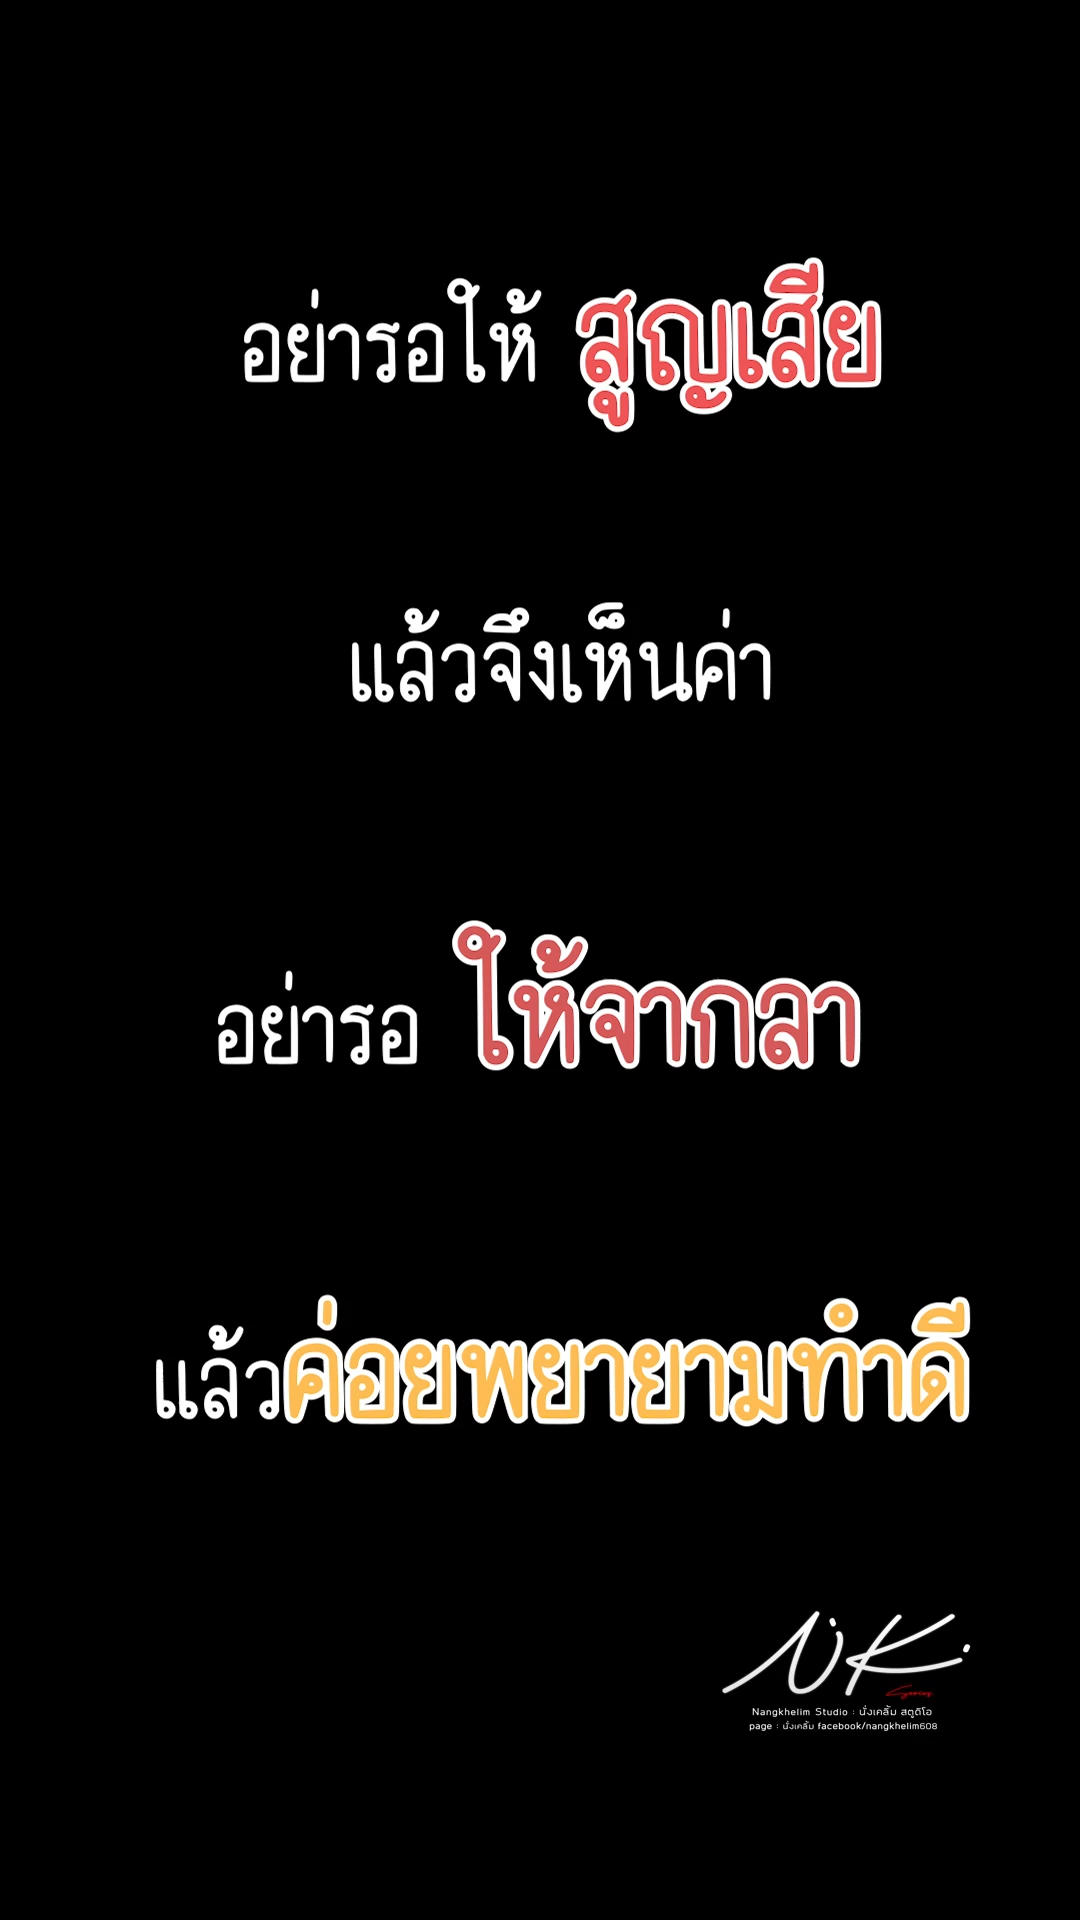 อย่ารอให้ สูญเสีย
แล้วจึงเห็นค่า
อย่ารอ ให้จากลา
แล้วค่อยพยายามทำดี
N.K.
Nangkhelim Studio : นั่งเคลิ้ม สตูดิโอ
page : นั่งเคลิ้ม facebook/nangkhelim608